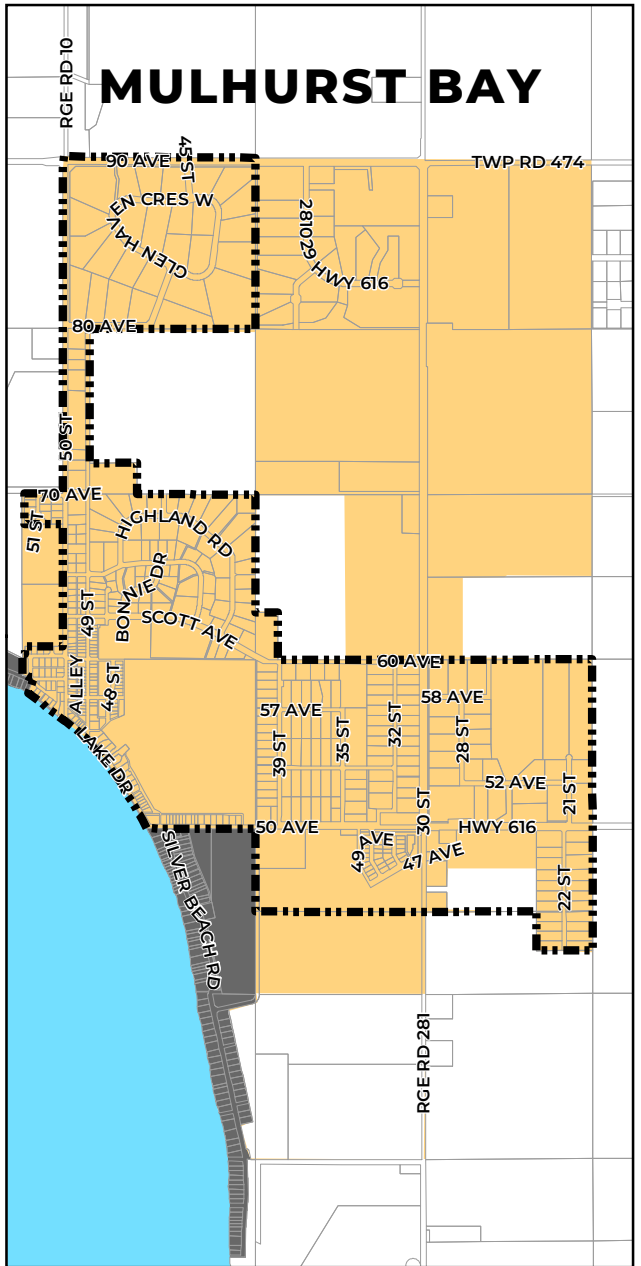 RGE RD 10
MULHURST BAY
90 AVE
45 ST
TWP RD 474
GLEN HAVEN CRES W
281029 HWY 616
80 AVE
50 ST
70 AVE
51 ST
HIGHLAND RD
BONNIE DR
49 ST
SCOTT AVE
60 AVE
ALLEY
48 ST
58 AVE
57 AVE
39 ST
35 ST
32 ST
28 ST
LAKE DR
52 AVE
21 ST
30 ST
50 AVE
HWY 616
49 AVE
47 AVE
22 ST
SILVER BEACH RD
RGE RD 281